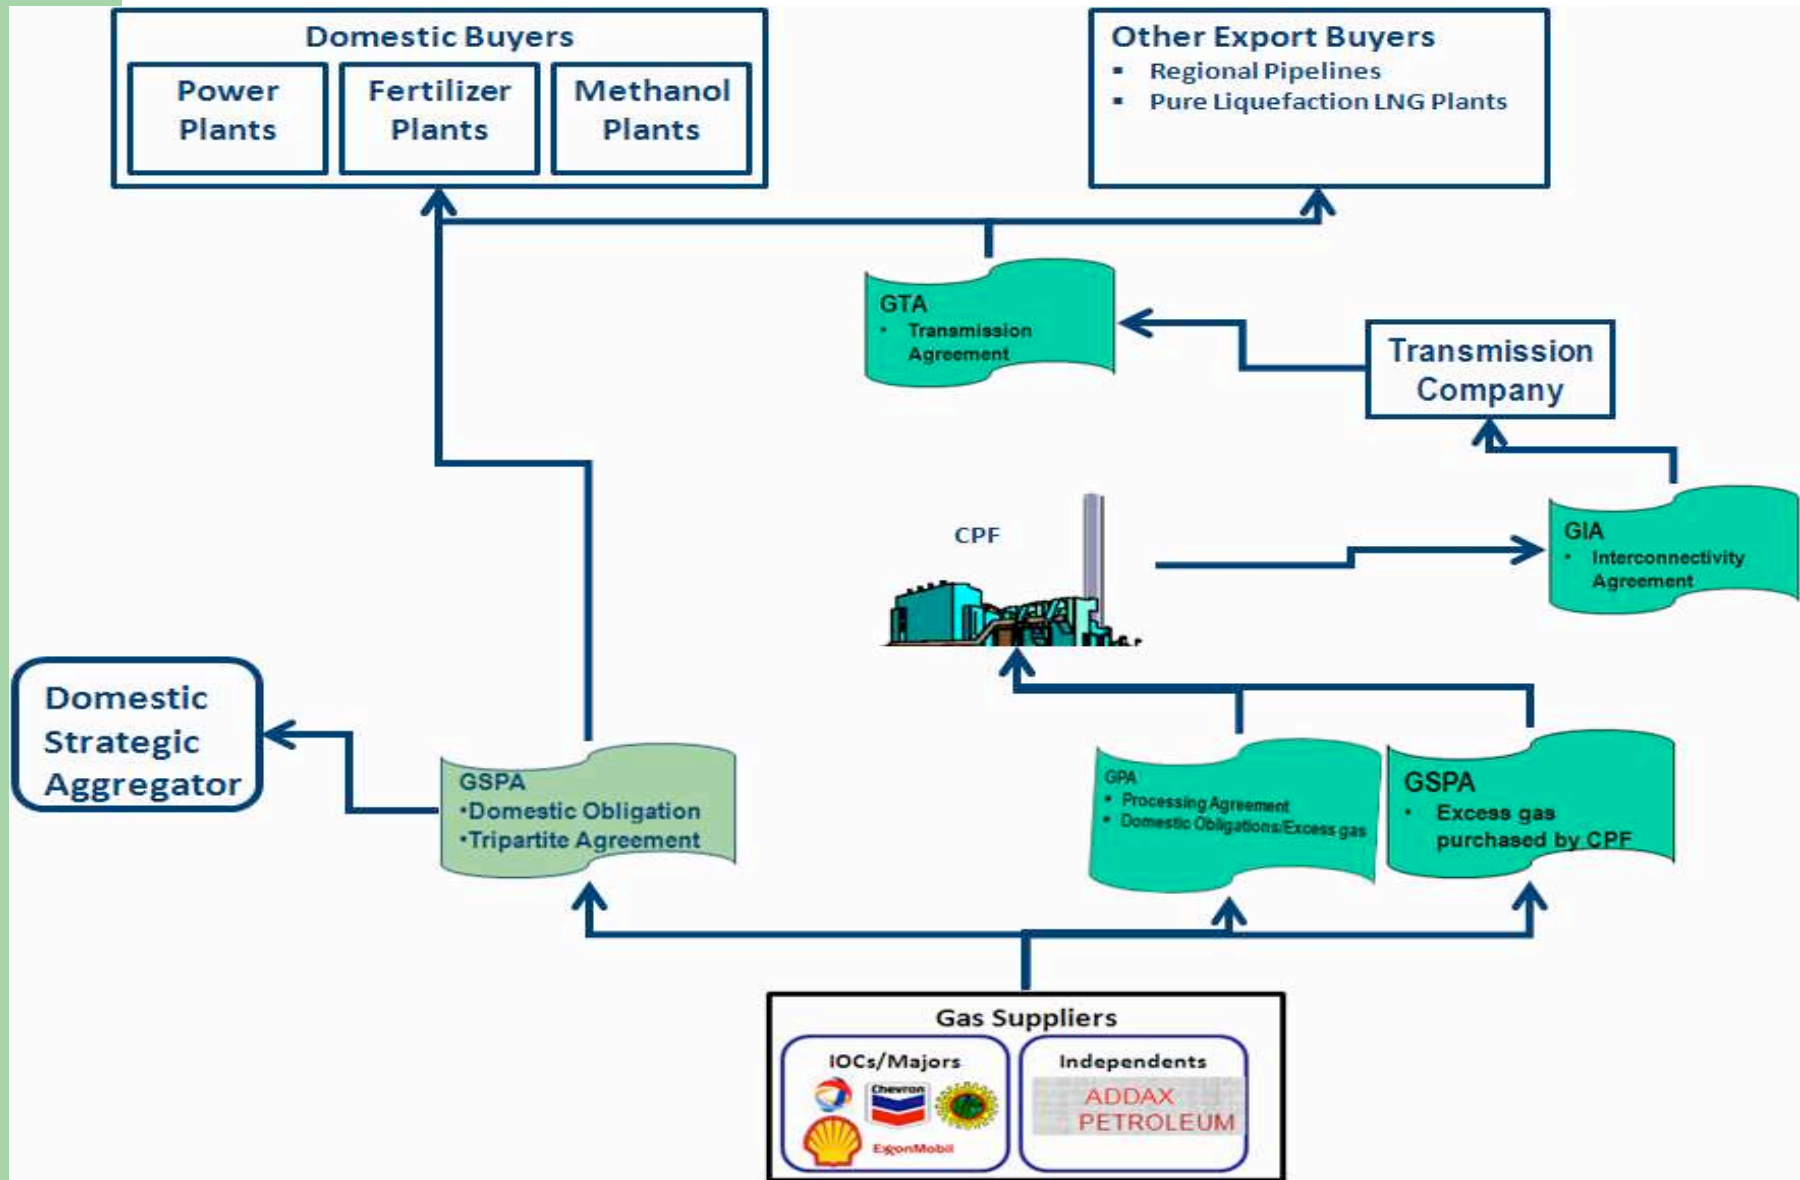 Domestic Buyers
Power
Plants
Fertilizer
Plants
Methanol
Plants
Other Export Buyers
▪ Regional Pipelines
▪ Pure Liquefaction LNG Plants
GTA
• Transmission
Agreement
Transmission
Company
CPF
GIA
• Interconnectivity
Agreement
Domestic
Strategic
Aggregator
GSPA
•Domestic Obligation
•Tripartite Agreement
GPA
• Processing Agreement
• Domestic Obligations/Excess gas
GSPA
• Excess gas
purchased by CPF
Gas Suppliers
IOCs/Majors
Chevron
ExxonMobil
Independents
ADDAX
PETROLEUM